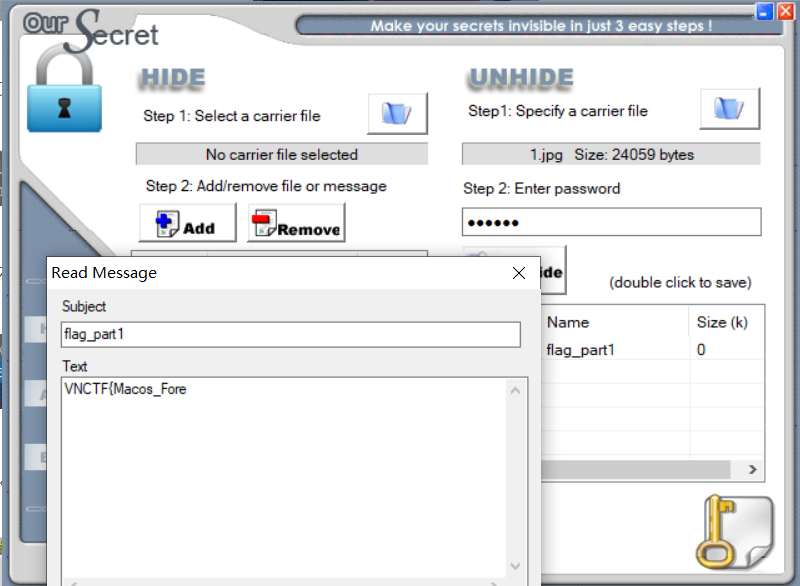 Our Secret
Make your secrets invisible in just 3 easy steps !
HIDE
Step 1: Select a carrier file
No carrier file selected
Step 2: Add/remove file or message
Add
Remove
UNHIDE
Step1: Specify a carrier file
1.jpg Size: 24059 bytes
Step 2: Enter password
••••••
ide
(double click to save)
Name Size (k)
flag_part1 0
Read Message
Subject
flag_part1
Text
VNCTF{Macos_Fore